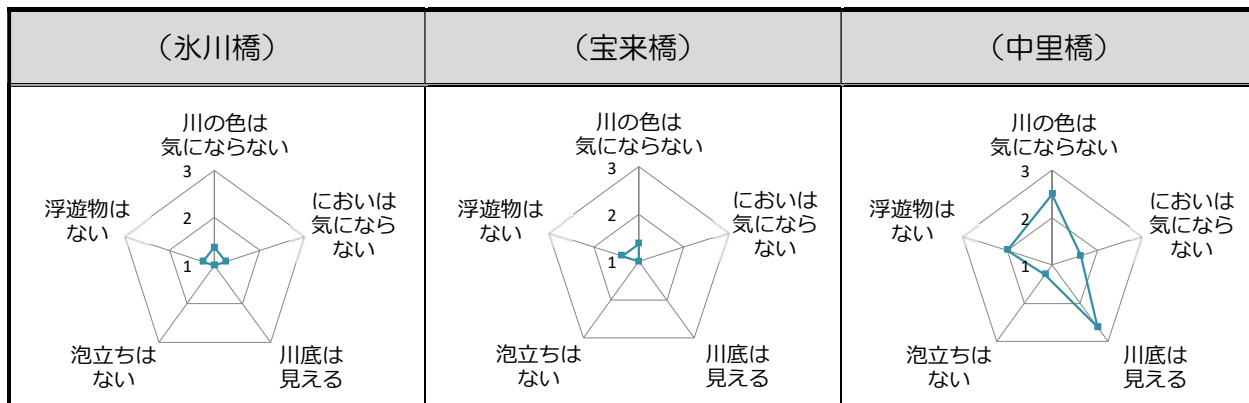 （氷川橋）
（宝来橋）
（中里橋）
川の色は
気にならない
3
2
1
においは
気になら
ない
浮遊物は
ない
泡立ちは
ない
川底は
見える
川の色は
気にならない
3
2
1
においは
気になら
ない
浮遊物は
ない
泡立ちは
ない
川底は
見える
川の色は
気にならない
3
2
1
においは
気になら
ない
浮遊物は
ない
泡立ちは
ない
川底は
見える